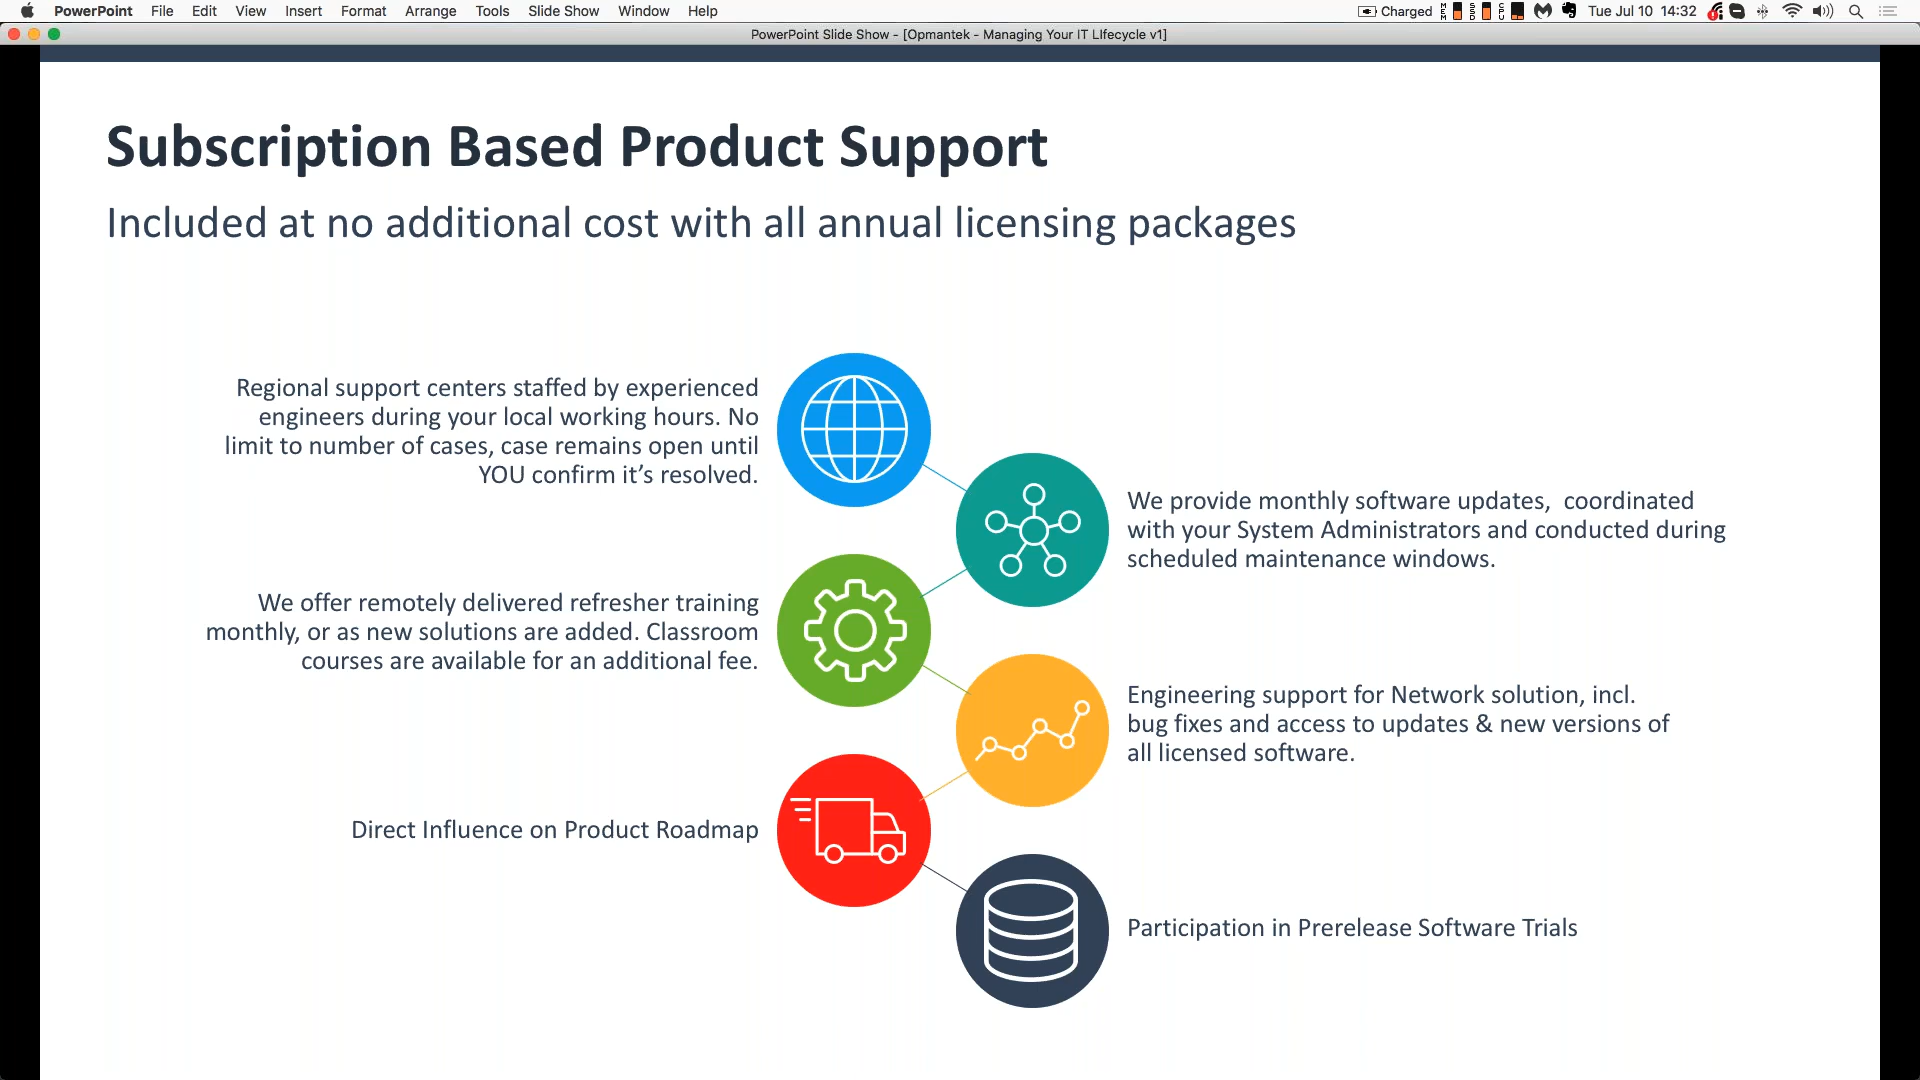 PowerPoint File Edit View Insert Format Arrange Tools Slide Show Window Help Charged MEM SSD CPU Tue Jul 10 14:32
PowerPoint Slide Show - [Opmantek - Managing Your IT LIfecycle v1]
Subscription Based Product Support
Included at no additional cost with all annual licensing packages
Regional support centers staffed by experienced
engineers during your local working hours. No
limit to number of cases, case remains open until
YOU confirm it’s resolved.
We provide monthly software updates,  coordinated
with your System Administrators and conducted during
scheduled maintenance windows.
We offer remotely delivered refresher training
monthly, or as new solutions are added. Classroom
courses are available for an additional fee.
Engineering support for Network solution, incl.
bug fixes and access to updates & new versions of
all licensed software.
Direct Influence on Product Roadmap
Participation in Prerelease Software Trials